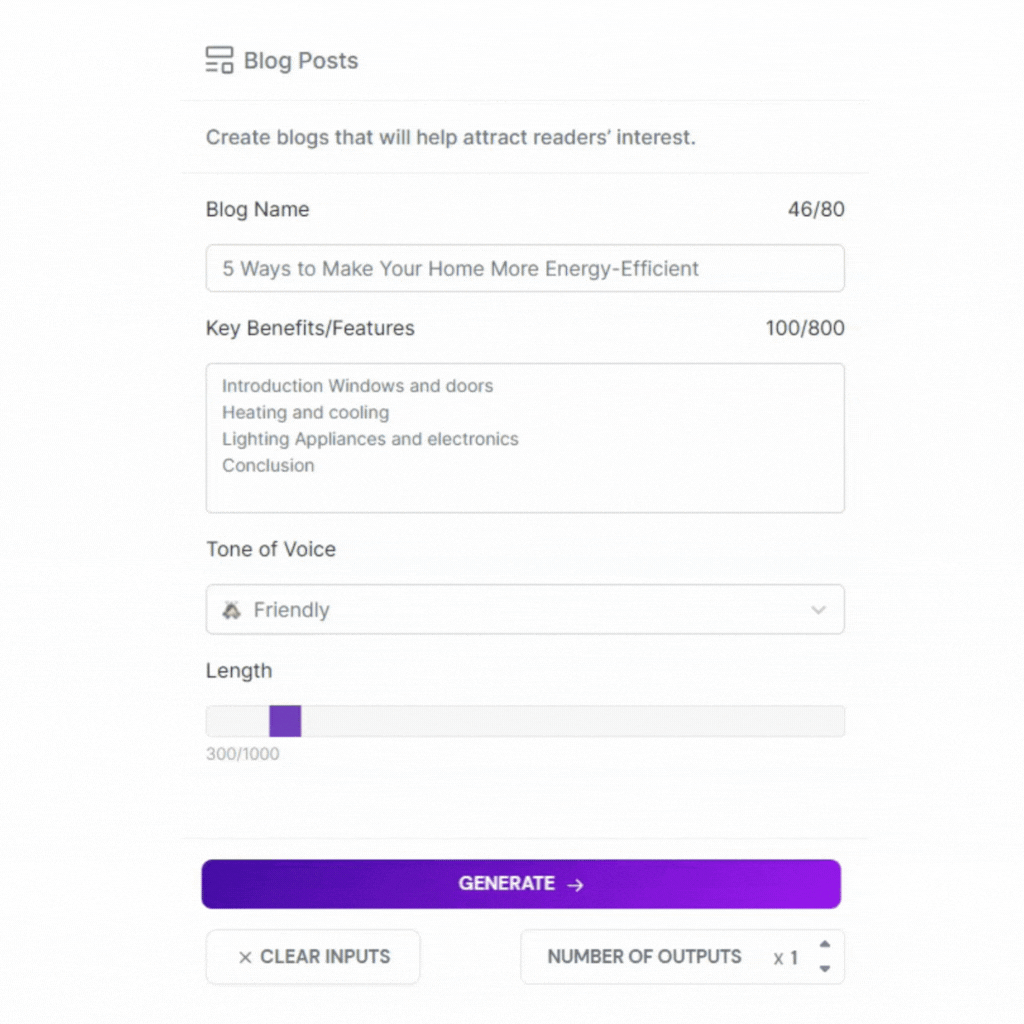 Blog Posts
Create blogs that will help attract readers’ interest.
Blog Name 46/80
5 Ways to Make Your Home More Energy-Efficient
Key Benefits/Features 100/800
Introduction Windows and doors
Heating and cooling
Lighting Appliances and electronics
Conclusion
Tone of Voice
Friendly
Length
300/1000
GENERATE →
× CLEAR INPUTS
NUMBER OF OUTPUTS x 1